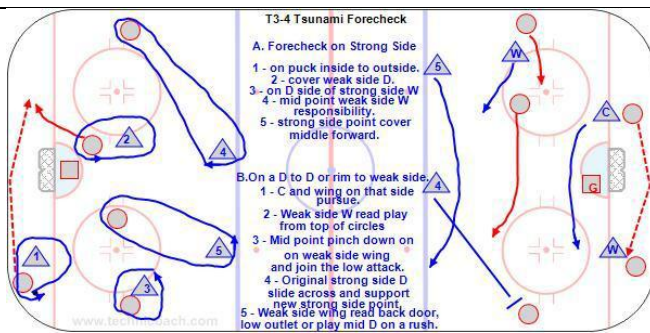 T3-4 Tsunami Forecheck
A. Forecheck on Strong Side
1 - on puck inside to outside.
2 - cover weak side D.
3 - on D side of strong side W
4 - mid point weak side W
responsibility.
5 - strong side point cover
middle forward.
B.On a D to D or rim to weak side.
1 - C and wing on that side
pursue.
2 - Weak side W read play
from top of circles
3 - Mid point pinch down on
on weak side wing
and join the low attack.
4 - Original strong side D
slide across and support
new strong side point,
5 - Weak side wing read back door,
low outlet or play mid D on a rush.
2
4
1
5
3
5
W
C
4
G
W